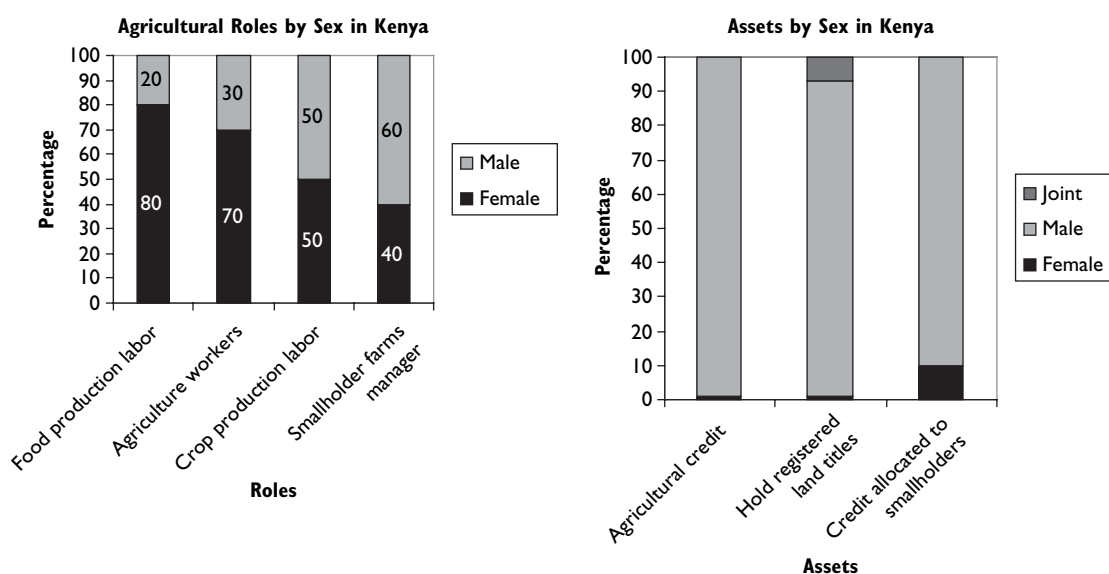 Agricultural Roles by Sex in Kenya
Percentage
100
90
80
70
60
50
40
30
20
10
0
20
80
30
70
50
50
60
40
Food production labor
Agriculture workers
Crop production labor
Smallholder farms
manager
Roles
Male
Female
Assets by Sex in Kenya
Percentage
100
90
80
70
60
50
40
30
20
10
0
Agricultural credit
Hold registered
land titles
Credit allocated to
smallholders
Assets
Joint
Male
Female